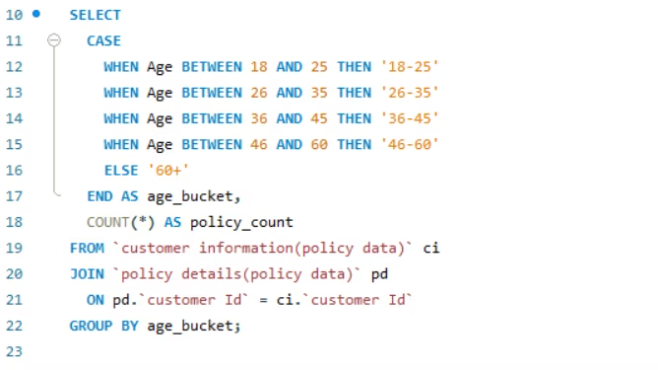 10 SELECT
11 CASE
12 WHEN Age BETWEEN 18 AND 25 THEN '18-25'
13 WHEN Age BETWEEN 26 AND 35 THEN '26-35'
14 WHEN Age BETWEEN 36 AND 45 THEN '36-45'
15 WHEN Age BETWEEN 46 AND 60 THEN '46-60'
16 ELSE '60+'
17 END AS age_bucket,
18 COUNT(*) AS policy_count
19 FROM `customer information(policy data)` ci
20 JOIN `policy details(policy data)` pd
21 ON pd.`customer Id` = ci.`customer Id`
22 GROUP BY age_bucket;
23